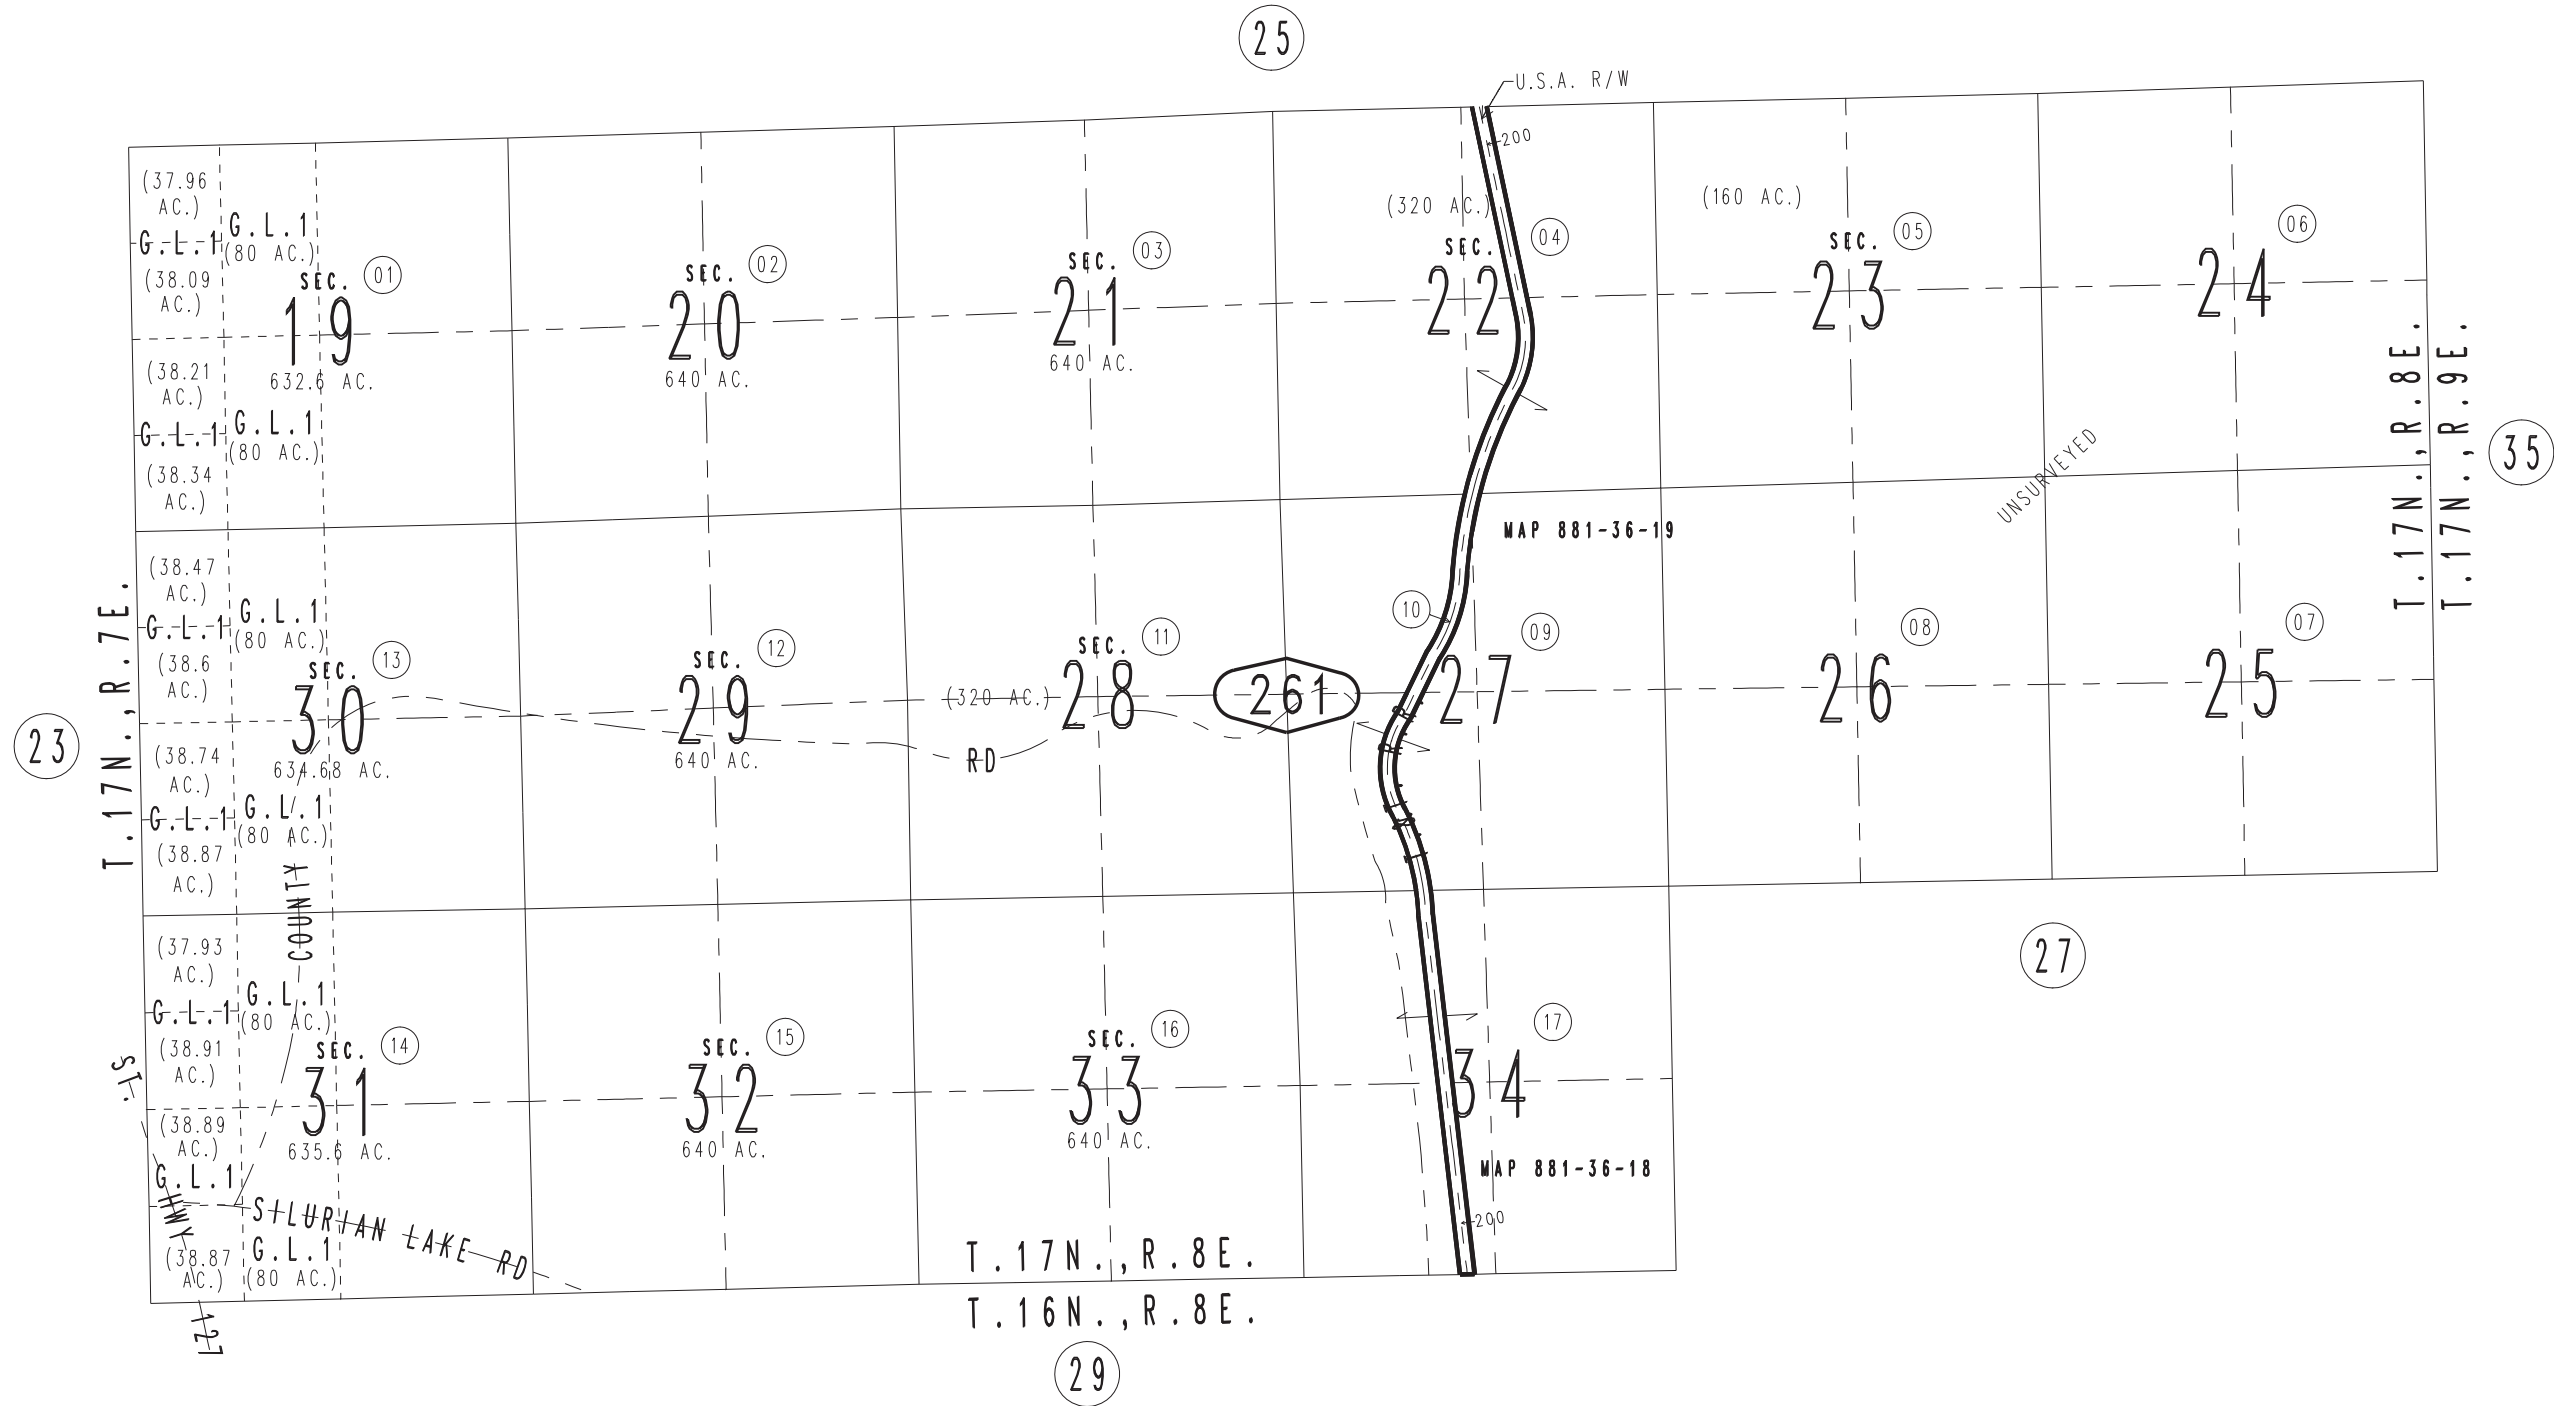 25
U.S.A. R/W
200
(37.96
AC.)
G.L.1
(80 AC.)
G.L.1
(38.09
AC.)
SEC.
01
19
632.6 AC.
(38.21
AC.)
G.L.1
(80 AC.)
G.L.1
(38.34
AC.)
SEC.
02
20
640 AC.
SEC.
03
21
640 AC.
(320 AC.)
SEC.
04
22
(160 AC.)
SEC.
05
23
06
24
T.17N.,R.8E.
T.17N.,R.9E.
35
UNSURVEYED
MAP 881-36-19
T.17N.,R.7E.
23
(38.47
AC.)
G.L.1
(80 AC.)
G.L.1
(38.6
AC.)
SEC.
13
30
634.68 AC.
(38.74
AC.)
G.L.1
(80 AC.)
G.L.1
(38.87
AC.)
COUNTY
SEC.
12
29
640 AC.
(320 AC.)
RD
SEC.
11
28
261
10
09
27
08
26
07
25
27
(37.93
AC.)
G.L.1
(80 AC.)
G.L.1
(38.91
AC.)
SEC.
14
31
635.6 AC.
(38.89
AC.)
G.L.1
ST.
HWY
127
SILURIAN LAKE RD
G.L.1
(80 AC.)
(38.87
AC.)
SEC.
15
32
640 AC.
SEC.
16
33
640 AC.
17
34
MAP 881-36-18
200
T.17N.,R.8E.
T.16N.,R.8E.
29